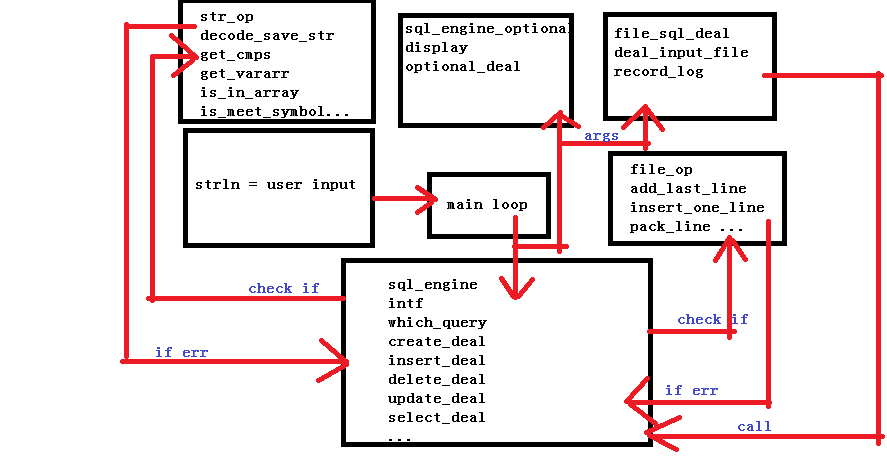 str_op
decode_save_str
get_cmps
get_vararr
is_in_array
is_meet_symbol...
sql_engine_optional
display
optional_deal
file_sql_deal
deal_input_file
record_log
args
strln = user input
main loop
file_op
add_last_line
insert_one_line
pack_line ...
check if
sql_engine
intf
which_query
create_deal
insert_deal
delete_deal
update_deal
select_deal
...
check if
if err
if err
call